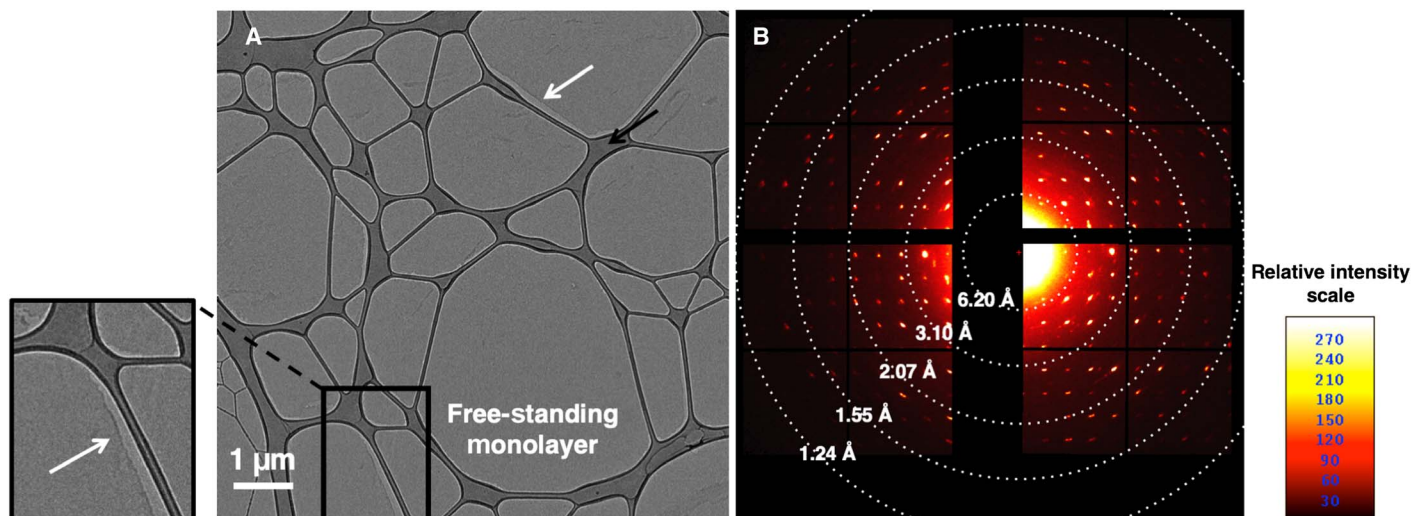 A
B
Free-standing
monolayer
1 µm
6.20 Å
3.10 Å
2.07 Å
1.55 Å
1.24 Å
Relative intensity
scale
270
240
210
180
150
120
90
60
30